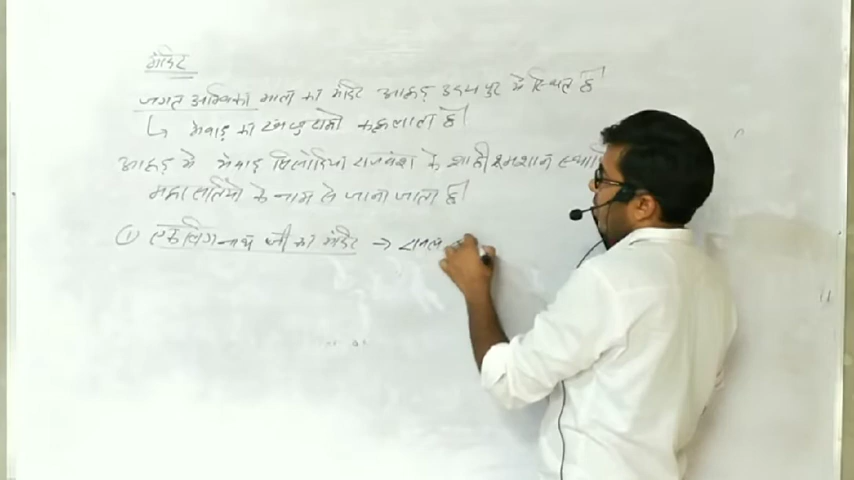 मंदिर
जगत अम्बिका माता का मंदिर आहड़ उदयपुर में स्थित है
↳ मेवाड़ का खजुराहो कहलाता है।
आहड़ में मेवाड़ सिसोदिया राजवंश के शाही श्मशान
महासतियों के नाम से जाना जाता है।
① एकलिंगनाथ जी का मंदिर →